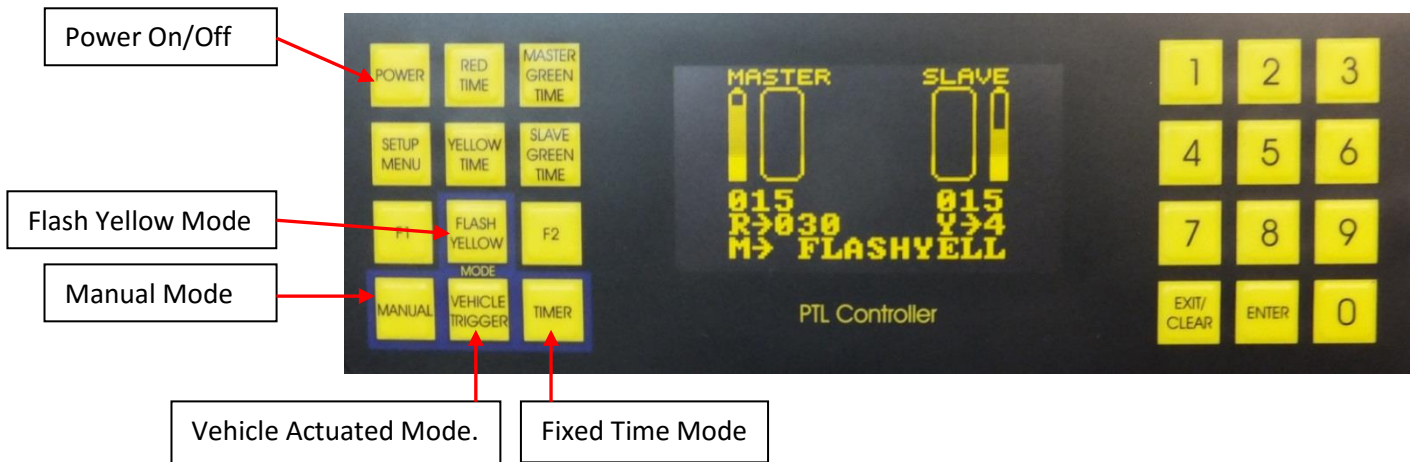 Power On/Off
Flash Yellow Mode
Manual Mode
Vehicle Actuated Mode.
Fixed Time Mode
POWER
RED
TIME
MASTER
GREEN
TIME
SETUP
MENU
YELLOW
TIME
SLAVE
GREEN
TIME
F1
FLASH
YELLOW
F2
MODE
MANUAL
VEHICLE
TRIGGER
TIMER
MASTER SLAVE
015 015
R→030 Y→4
M→ FLASHYELL
PTL Controller
1 2 3
4 5 6
7 8 9
EXIT/
CLEAR
ENTER
0